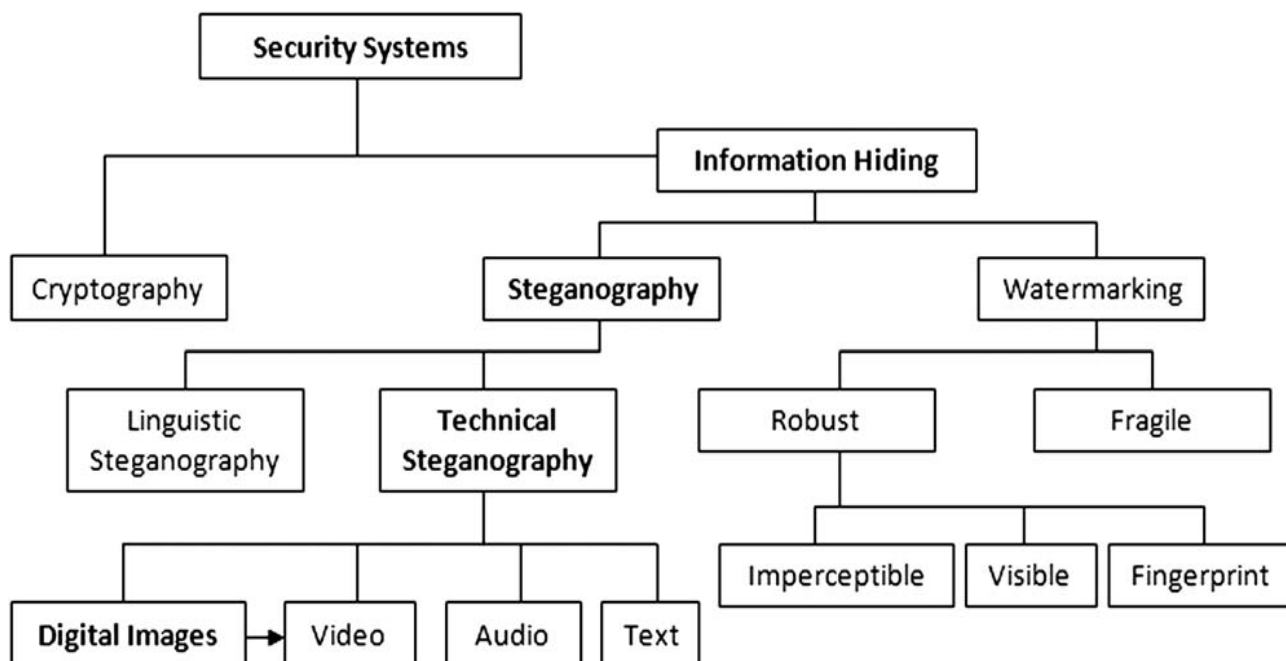 Security Systems
Information Hiding
Cryptography
Steganography
Watermarking
Linguistic
Steganography
Technical
Steganography
Robust
Fragile
Imperceptible
Visible
Fingerprint
Digital Images
Video
Audio
Text